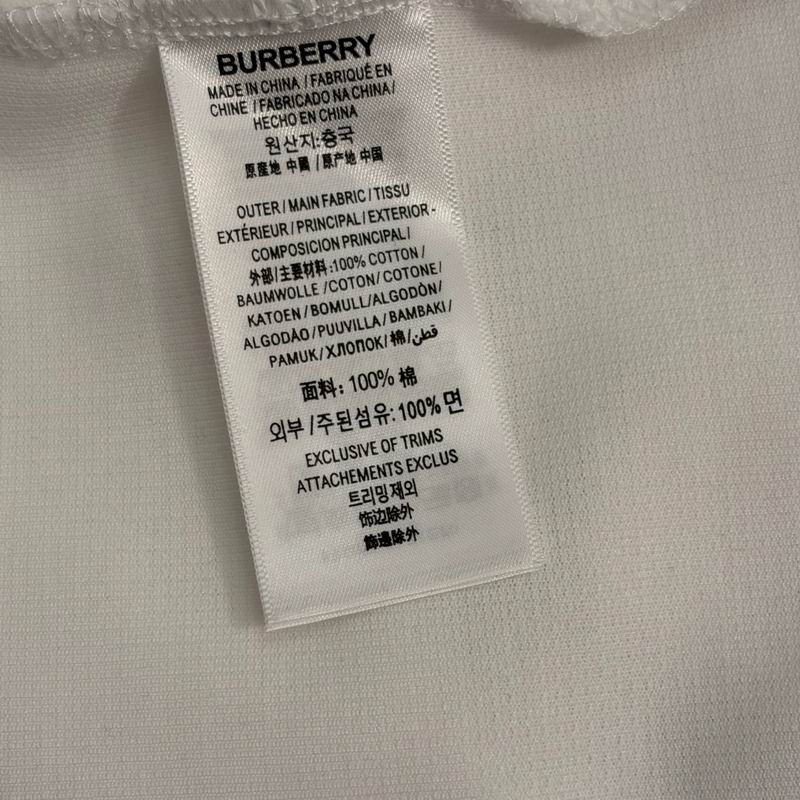 BURBERRY
MADE IN CHINA / FABRIQUÉ EN
CHINE / FABRICADO NA CHINA/
HECHO EN CHINA
원산지:중국
原産地 中國 / 原产地 中国
OUTER / MAIN FABRIC / TISSU
EXTÉRIEUR / PRINCIPAL / EXTERIOR -
COMPOSICION PRINCIPAL/
外部/主要材料:100% COTTON /
BAUMWOLLE /COTON/ COTONE/
KATOEN / BOMULL/ALGODÒN/
ALGODÃO/PUUVILLA / BAMBAKI /
PAMUK/ХЛОПОК/棉/قطن
面料: 100% 棉
외부 /주된섬유:100% 면
EXCLUSIVE OF TRIMS
ATTACHEMENTS EXCLUS
트리밍제외
饰边除外
飾邊除外